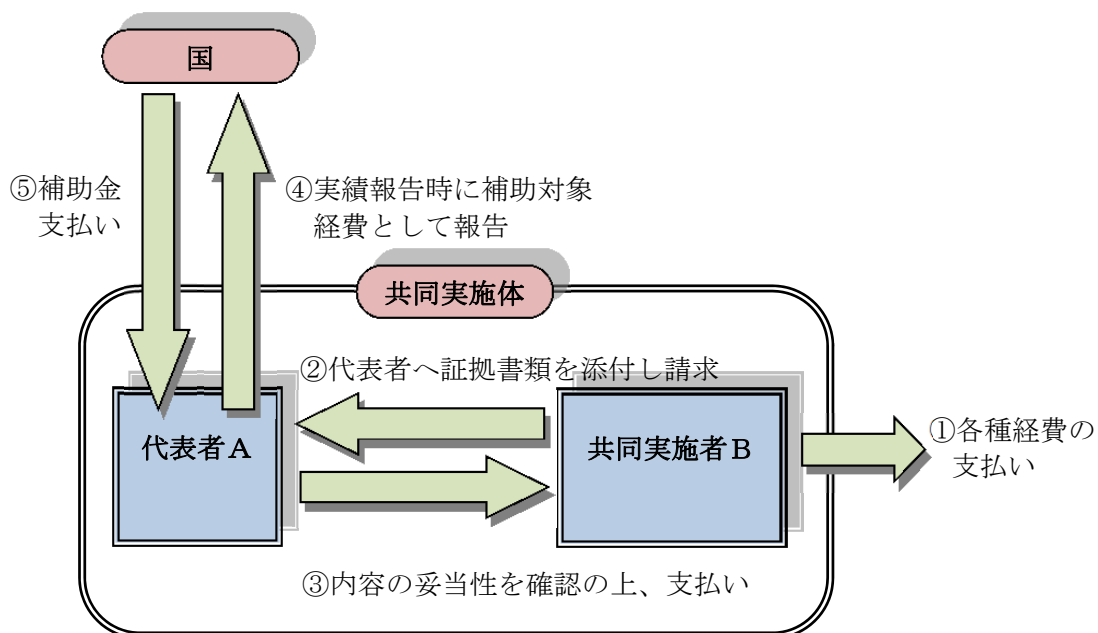 国
⑤補助金
支払い
④実績報告時に補助対象
経費として報告
共同実施体
②代表者へ証拠書類を添付し請求
代表者A
共同実施者B
①各種経費の
支払い
③内容の妥当性を確認の上、支払い